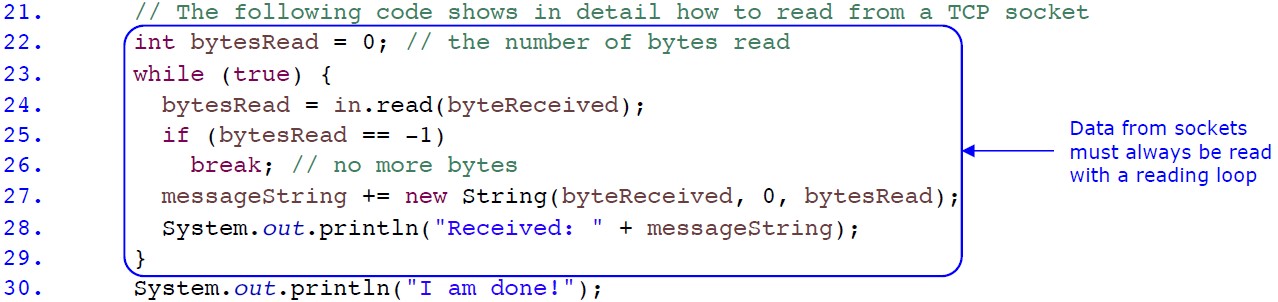 21. // The following code shows in detail how to read from a TCP socket
22. int bytesRead = 0; // the number of bytes read
23. while (true) {
24. bytesRead = in.read(byteReceived);
25. if (bytesRead == -1)
26. break; // no more bytes
27. messageString += new String(byteReceived, 0, bytesRead);
28. System.out.println("Received: " + messageString);
29. }
30. System.out.println("I am done!");
Data from sockets
must always be read
with a reading loop